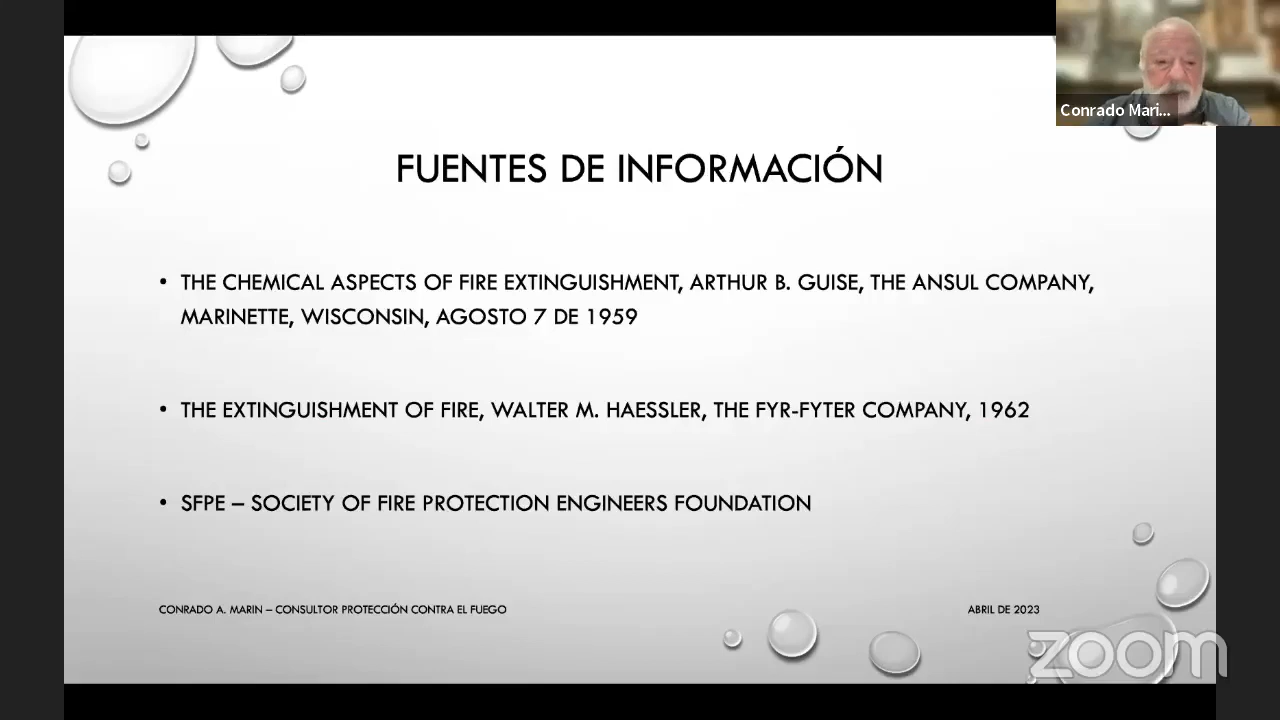 Conrado Mari...
FUENTES DE INFORMACIÓN
• THE CHEMICAL ASPECTS OF FIRE EXTINGUISHMENT, ARTHUR B. GUISE, THE ANSUL COMPANY,
MARINETTE, WISCONSIN, AGOSTO 7 DE 1959
• THE EXTINGUISHMENT OF FIRE, WALTER M. HAESSLER, THE FYR-FYTER COMPANY, 1962
• SFPE – SOCIETY OF FIRE PROTECTION ENGINEERS FOUNDATION
CONRADO A. MARIN – CONSULTOR PROTECCIÓN CONTRA EL FUEGO
ABRIL DE 2023
zoom